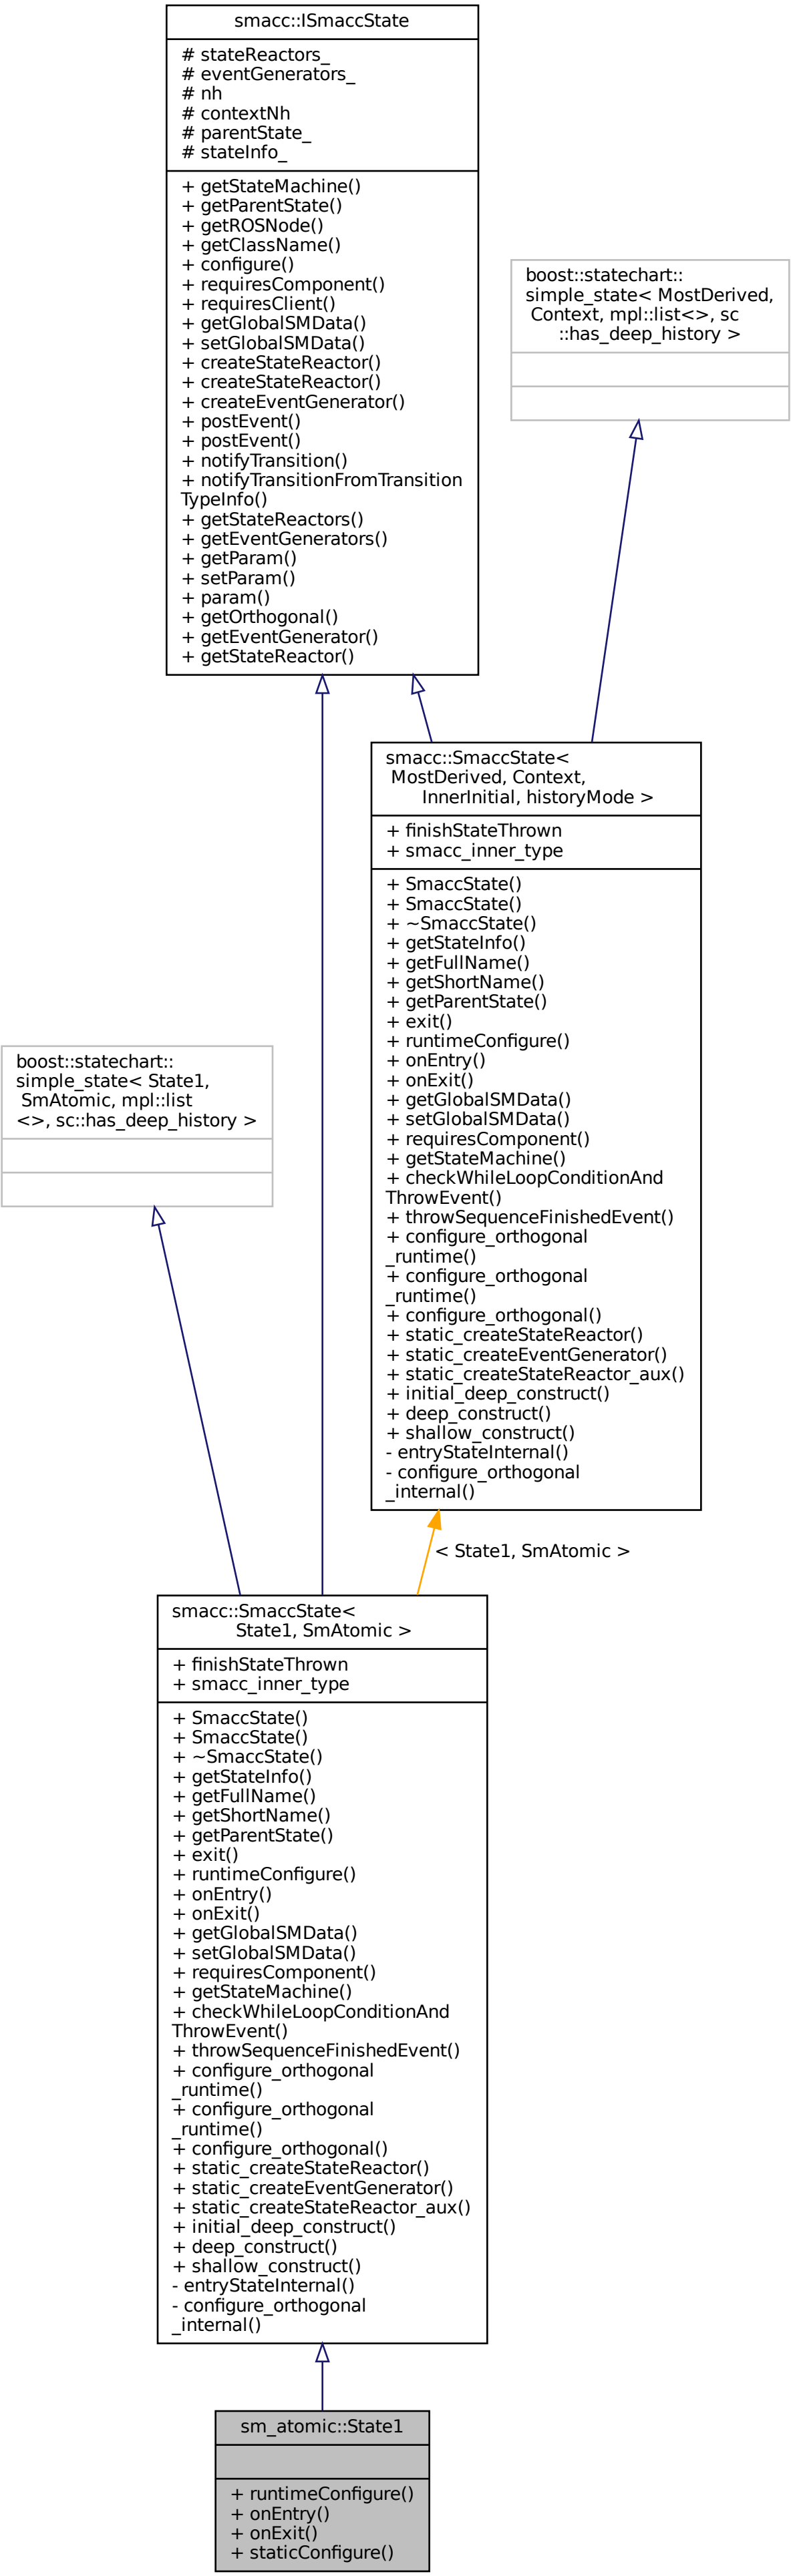 smacc::ISmaccState
# stateReactors_
# eventGenerators_
# nh
# contextNh
# parentState_
# stateInfo_
+ getStateMachine()
+ getParentState()
+ getROSNode()
+ getClassName()
+ configure()
+ requiresComponent()
+ requiresClient()
+ getGlobalSMData()
+ setGlobalSMData()
+ createStateReactor()
+ createStateReactor()
+ createEventGenerator()
+ postEvent()
+ postEvent()
+ notifyTransition()
+ notifyTransitionFromTransition
TypeInfo()
+ getStateReactors()
+ getEventGenerators()
+ getParam()
+ setParam()
+ param()
+ getOrthogonal()
+ getEventGenerator()
+ getStateReactor()
boost::statechart::
simple_state< MostDerived,
Context, mpl::list<>, sc
::has_deep_history >
smacc::SmaccState<
MostDerived, Context,
InnerInitial, historyMode >
+ finishStateThrown
+ smacc_inner_type
+ SmaccState()
+ SmaccState()
+ ~SmaccState()
+ getStateInfo()
+ getFullName()
+ getShortName()
+ getParentState()
+ exit()
+ runtimeConfigure()
+ onEntry()
+ onExit()
+ getGlobalSMData()
+ setGlobalSMData()
+ requiresComponent()
+ getStateMachine()
+ checkWhileLoopConditionAnd
ThrowEvent()
+ throwSequenceFinishedEvent()
+ configure_orthogonal
_runtime()
+ configure_orthogonal
_runtime()
+ configure_orthogonal()
+ static_createStateReactor()
+ static_createEventGenerator()
+ static_createStateReactor_aux()
+ initial_deep_construct()
+ deep_construct()
+ shallow_construct()
- entryStateInternal()
- configure_orthogonal
_internal()
boost::statechart::
simple_state< State1,
SmAtomic, mpl::list
<>, sc::has_deep_history >
< State1, SmAtomic >
smacc::SmaccState<
State1, SmAtomic >
+ finishStateThrown
+ smacc_inner_type
+ SmaccState()
+ SmaccState()
+ ~SmaccState()
+ getStateInfo()
+ getFullName()
+ getShortName()
+ getParentState()
+ exit()
+ runtimeConfigure()
+ onEntry()
+ onExit()
+ getGlobalSMData()
+ setGlobalSMData()
+ requiresComponent()
+ getStateMachine()
+ checkWhileLoopConditionAnd
ThrowEvent()
+ throwSequenceFinishedEvent()
+ configure_orthogonal
_runtime()
+ configure_orthogonal
_runtime()
+ configure_orthogonal()
+ static_createStateReactor()
+ static_createEventGenerator()
+ static_createStateReactor_aux()
+ initial_deep_construct()
+ deep_construct()
+ shallow_construct()
- entryStateInternal()
- configure_orthogonal
_internal()
sm_atomic::State1
+ runtimeConfigure()
+ onEntry()
+ onExit()
+ staticConfigure()